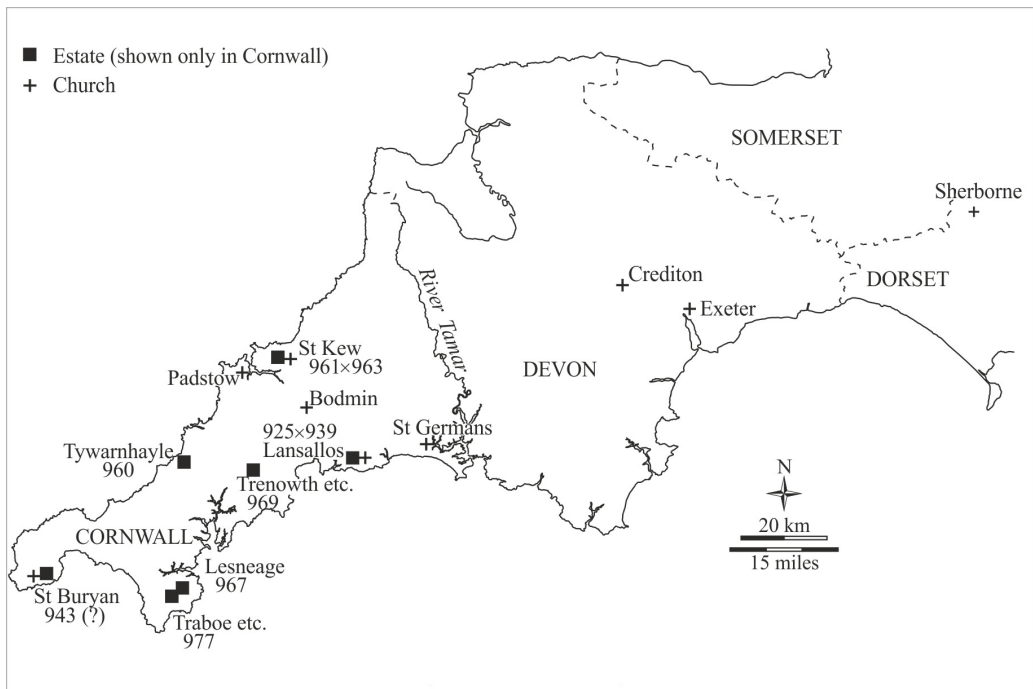 Estate (shown only in Cornwall)
Church
SOMERSET
Sherborne
DORSET
Crediton
Exeter
River Tamar
DEVON
St Kew
961×963
Padstow
Bodmin
925×939
Lansallos
St Germans
Tywarnhayle
960
Trenowth etc.
969
CORNWALL
Lesneage
967
St Buryan
943 (?)
Traboe etc.
977
N
20 km
15 miles